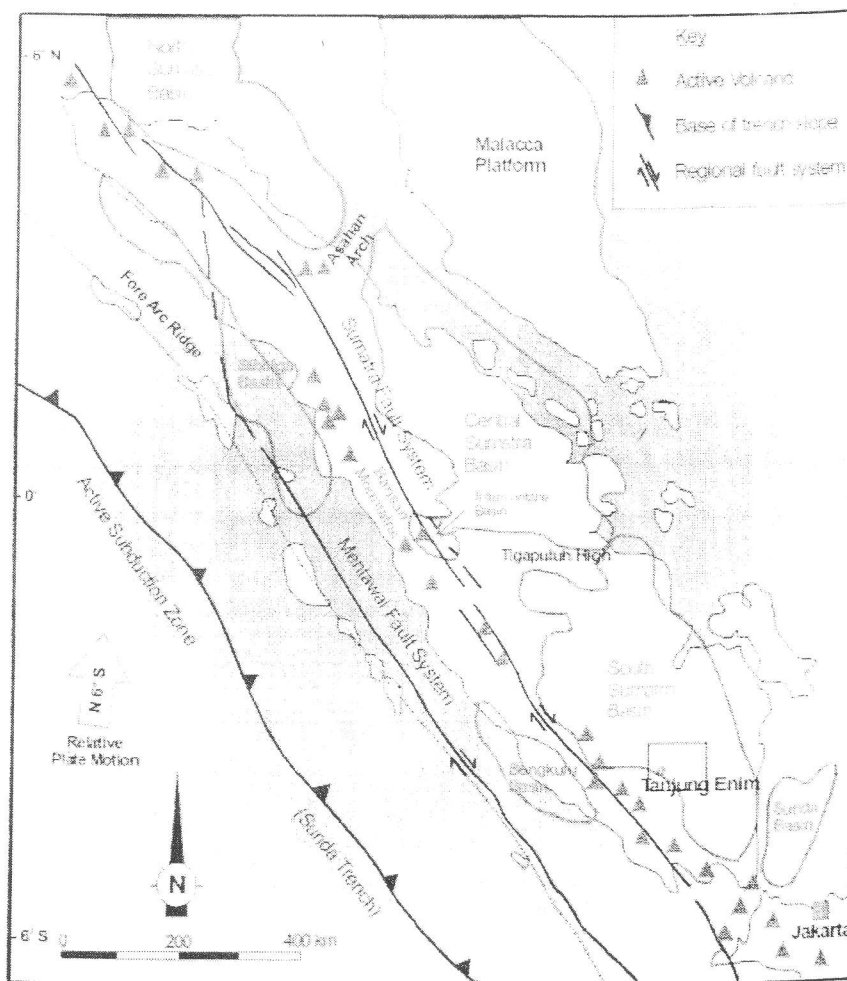 6° N
Key
Active Volcano
Base of trench slope
Regional fault system
Malacca
Platform
Asahan
Arch
Fore Arc Ridge
Sumatra Fault System
Central
Sumatra
Basin
Basin
0°
Tigapuluh High
Active Subduction Zone
Mentawai Fault System
South
Sumatra
Basin
N 6° S
Relative
Plate Motion
Tanjung Enim
Sunda
Basin
(Sunda Trench)
N
Jakarta
6° S
0
200
400 km